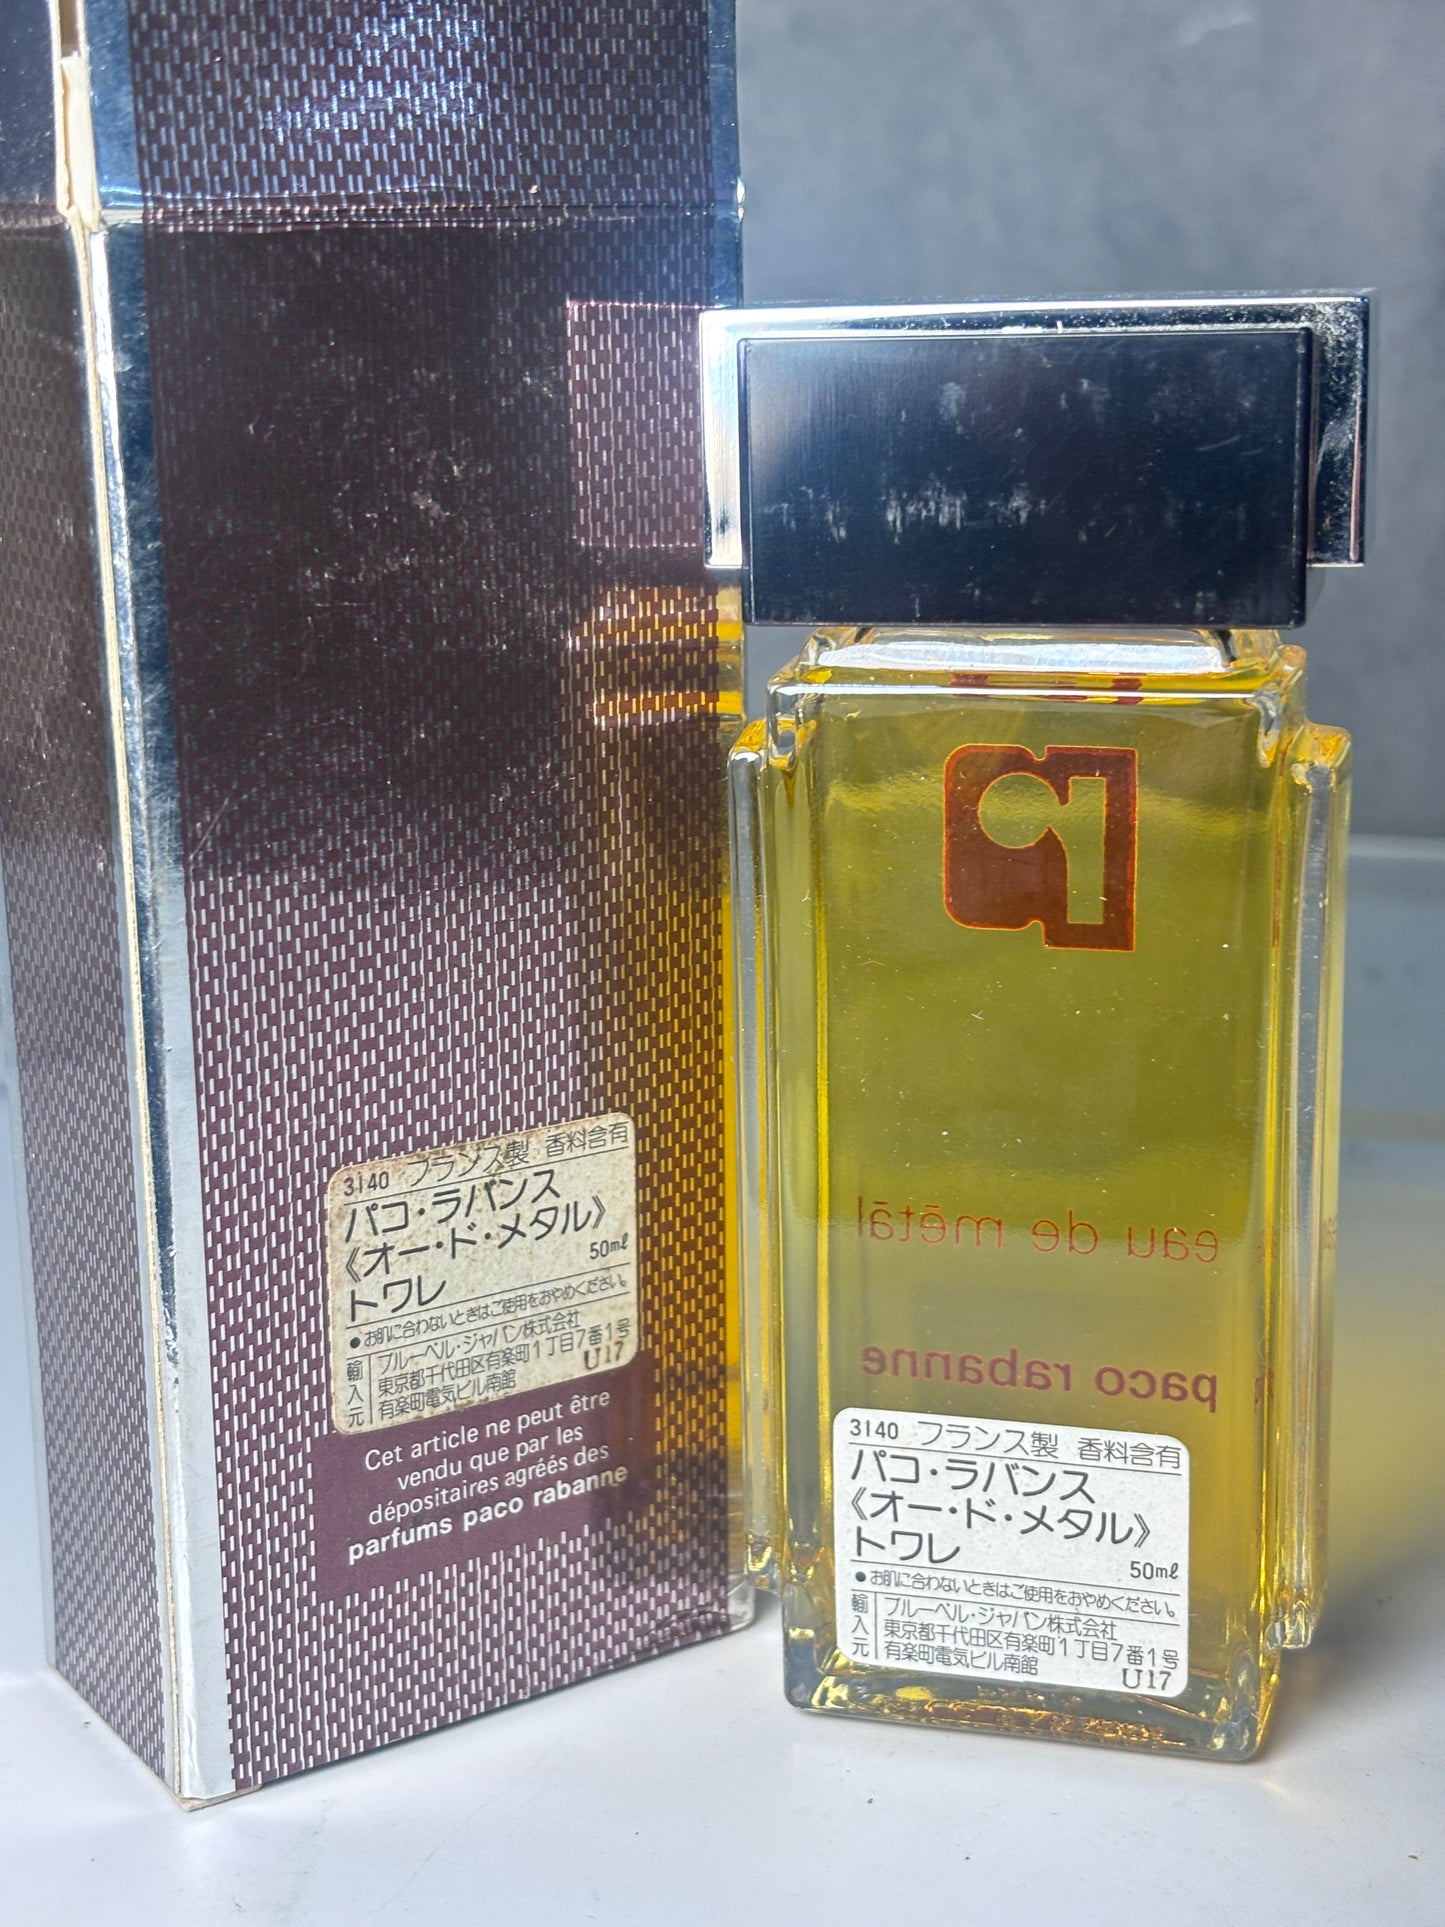 3140 フランス製 香料含有
パコ・ラバンス
《オー・ド・メタル》
トワレ 50ml
●お肌に合わないときはご使用をおやめください。
輸入元
ブルーベル・ジャパン株式会社
東京都千代田区有楽町1丁目7番1号
有楽町電気ビル南館 U17
Cet article ne peut être
vendu que par les
dépositaires agréés des
parfums paco rabanne
eau de métal
paco rabanne
3140 フランス製 香料含有
パコ・ラバンス
《オー・ド・メタル》
トワレ 50ml
●お肌に合わないときはご使用をおやめください。
輸入元
ブルーベル・ジャパン株式会社
東京都千代田区有楽町1丁目7番1号
有楽町電気ビル南館 U17